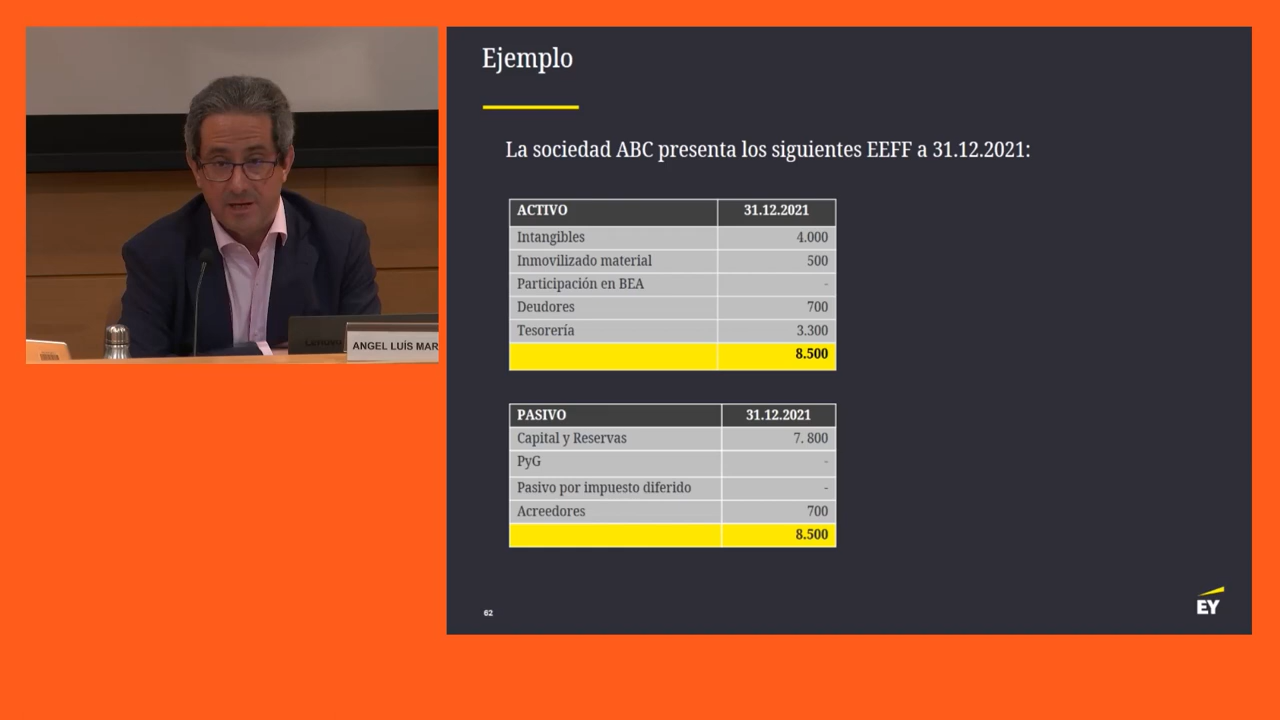 Ejemplo
La sociedad ABC presenta los siguientes EEFF a 31.12.2021:
ACTIVO 31.12.2021
Intangibles 4.000
Inmovilizado material 500
Participación en BEA -
Deudores 700
Tesorería 3.300
8.500
PASIVO 31.12.2021
Capital y Reservas 7. 800
PyG -
Pasivo por impuesto diferido -
Acreedores 700
8.500
62
EY
ANGEL LUÍS MAR